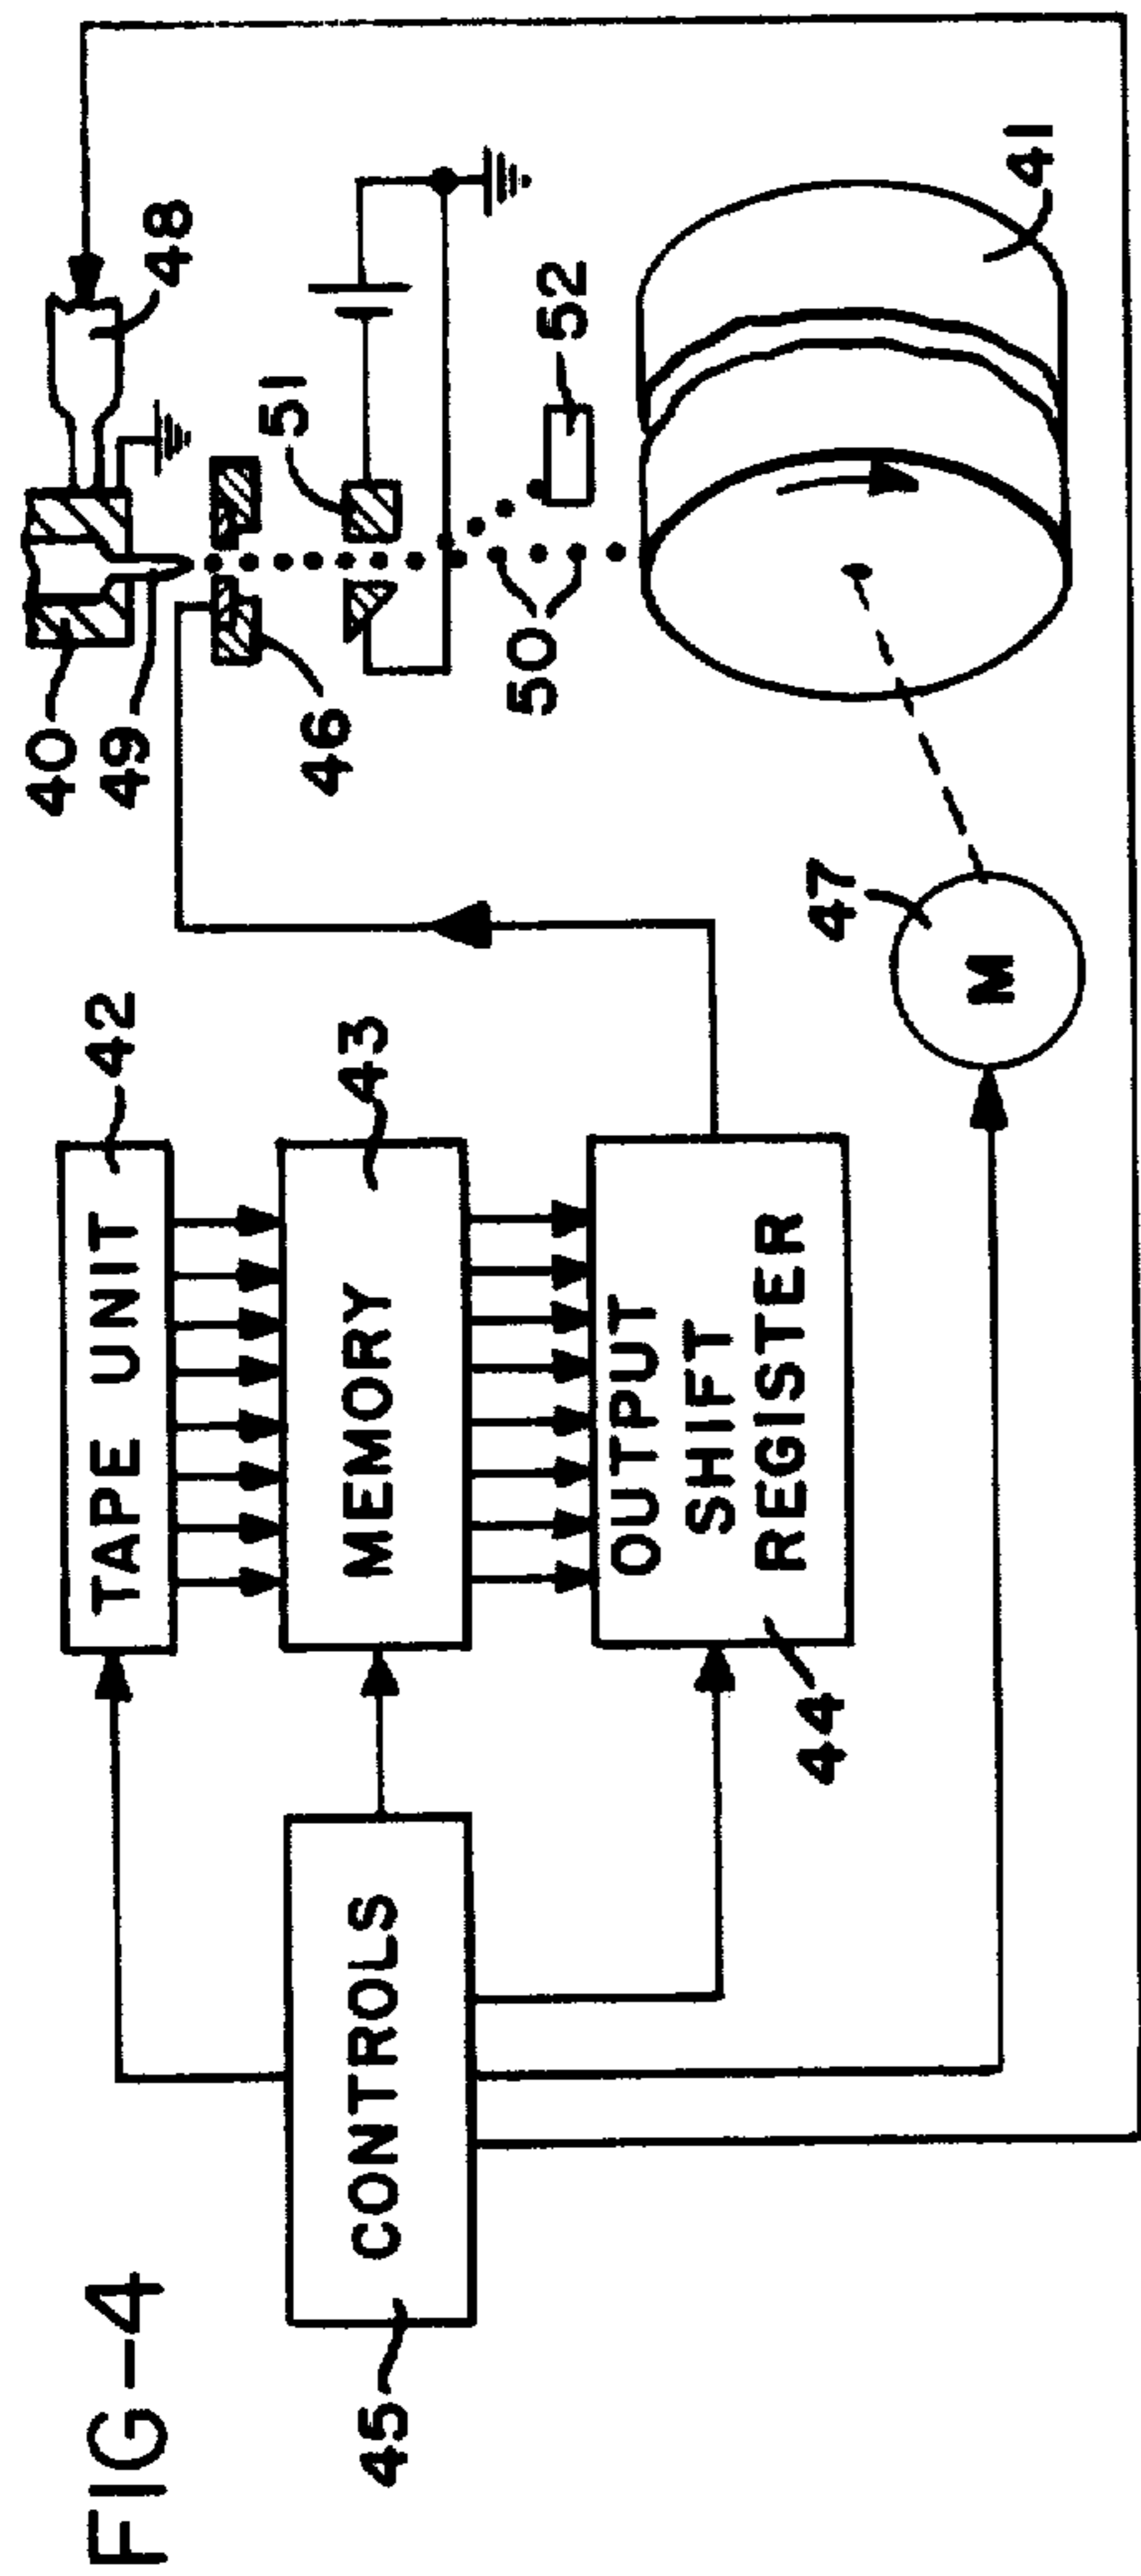 FIG-4
TAPE UNIT
42
MEMORY
43
OUTPUT
SHIFT
REGISTER
44
CONTROLS
45
M
47
40
49
48
46
51
50
52
41